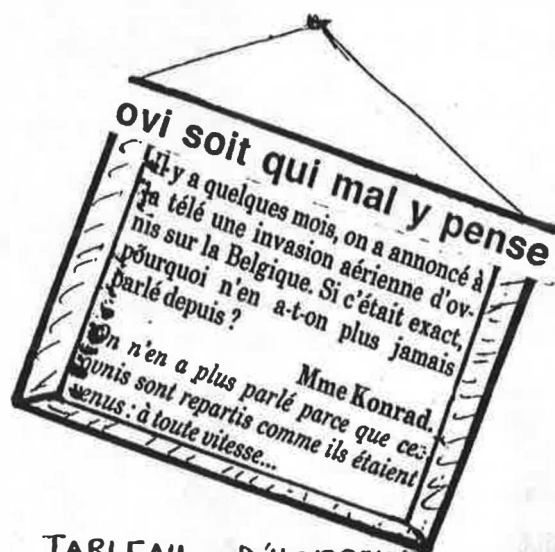 ovi soit qui mal y pense
Il y a quelques mois, on a annoncé à
la télé une invasion aérienne d'ov-
nis sur la Belgique. Si c'était exact,
pourquoi n'en a-t-on plus jamais
parlé depuis ?
Mme Konrad.
On n'en a plus parlé parce que ces
ovnis sont repartis comme ils étaient
venus : à toute vitesse...
TABLEAU